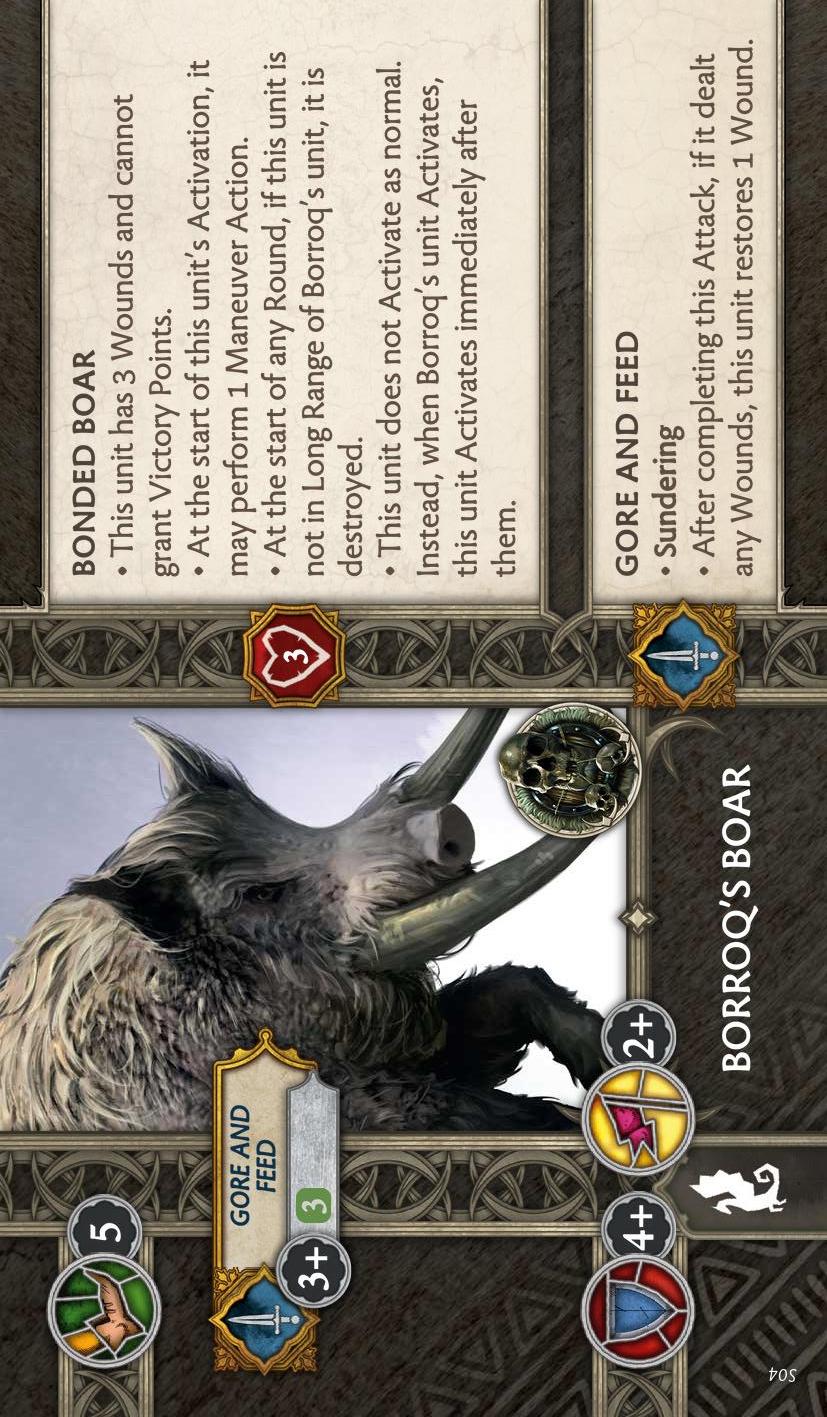 5
GORE AND
FEED
3+
3
4+
2+
BORROQ'S BOAR
S04
3
BONDED BOAR
• This unit has 3 Wounds and cannot
grant Victory Points.
• At the start of this unit's Activation, it
may perform 1 Maneuver Action.
• At the start of any Round, if this unit is
not in Long Range of Borroq's unit, it is
destroyed.
• This unit does not Activate as normal.
Instead, when Borroq's unit Activates,
this unit Activates immediately after
them.
GORE AND FEED
• Sundering
• After completing this Attack, if it dealt
any Wounds, this unit restores 1 Wound.